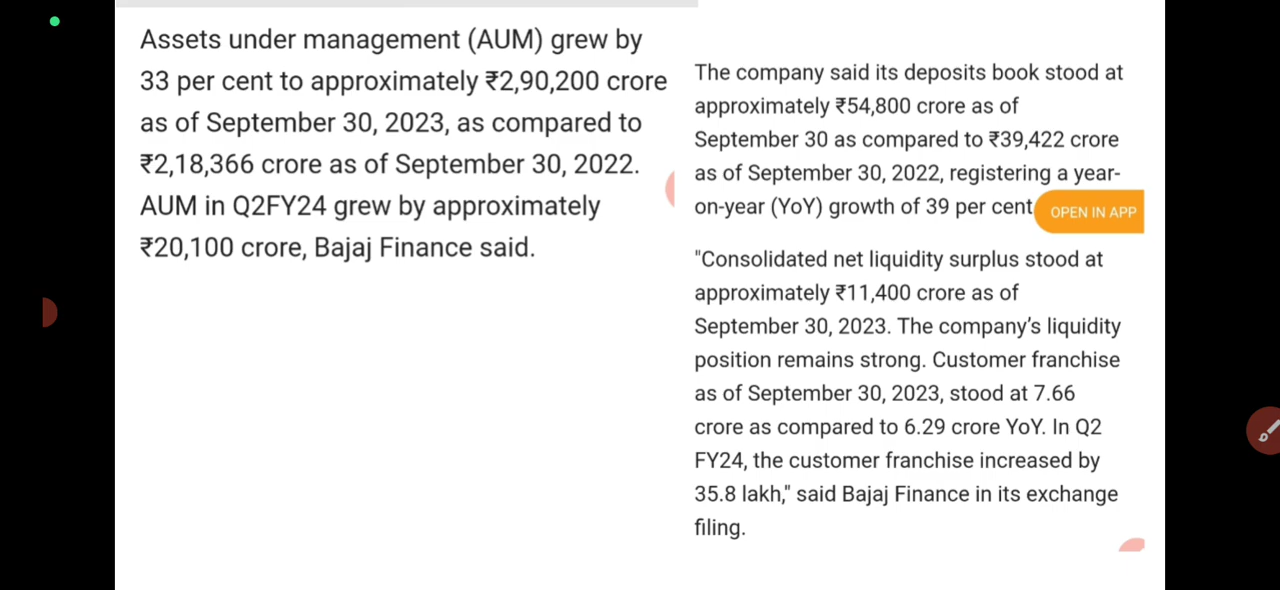 Assets under management (AUM) grew by
33 per cent to approximately ₹2,90,200 crore
as of September 30, 2023, as compared to
₹2,18,366 crore as of September 30, 2022.
AUM in Q2FY24 grew by approximately
₹20,100 crore, Bajaj Finance said.
The company said its deposits book stood at
approximately ₹54,800 crore as of
September 30 as compared to ₹39,422 crore
as of September 30, 2022, registering a year-
on-year (YoY) growth of 39 per cent
OPEN IN APP
"Consolidated net liquidity surplus stood at
approximately ₹11,400 crore as of
September 30, 2023. The company's liquidity
position remains strong. Customer franchise
as of September 30, 2023, stood at 7.66
crore as compared to 6.29 crore YoY. In Q2
FY24, the customer franchise increased by
35.8 lakh," said Bajaj Finance in its exchange
filing.